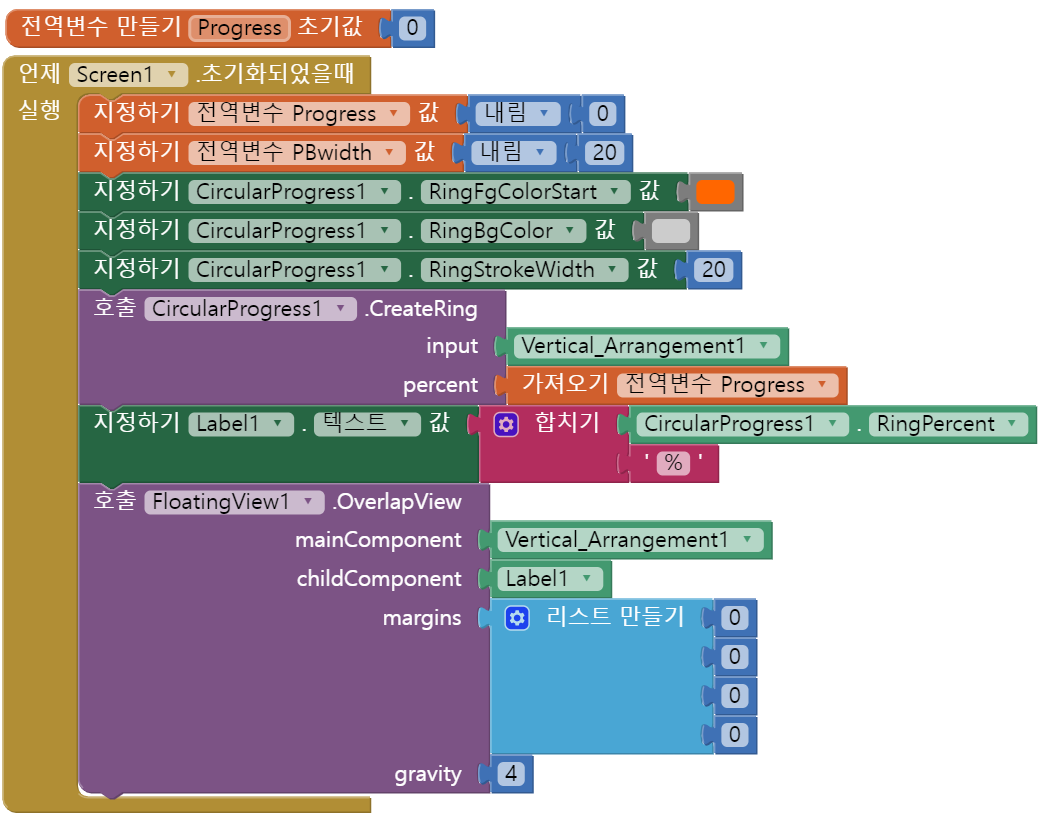 전역변수 만들기 Progress 초기값 0
언제 Screen1 .초기화되었을때
실행 지정하기 전역변수 Progress 값 내림 0
지정하기 전역변수 PBwidth 값 내림 20
지정하기 CircularProgress1 . RingFgColorStart 값
지정하기 CircularProgress1 . RingBgColor 값
지정하기 CircularProgress1 . RingStrokeWidth 값 20
호출 CircularProgress1 .CreateRing
input Vertical_Arrangement1
percent 가져오기 전역변수 Progress
지정하기 Label1 . 텍스트 값 합치기 CircularProgress1 . RingPercent
' % '
호출 FloatingView1 .OverlapView
mainComponent Vertical_Arrangement1
childComponent Label1
margins 리스트 만들기 0
0
0
0
gravity 4